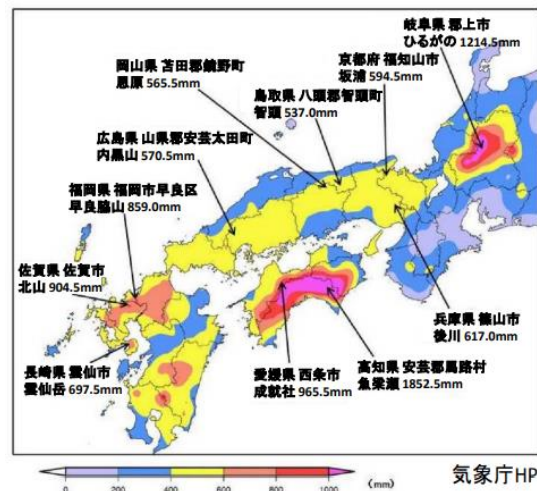 岐阜県 郡上市
ひるがの 1214.5mm
岡山県 苫田郡鏡野町
恩原 565.5mm
京都府 福知山市
坂浦 594.5mm
鳥取県 八頭郡智頭町
智頭 537.0mm
広島県 山県郡安芸太田町
内黒山 570.5mm
福岡県 福岡市早良区
早良脇山 859.0mm
佐賀県 佐賀市
北山 904.5mm
長崎県 雲仙市
雲仙岳 697.5mm
愛媛県 西条市
成就社 965.5mm
高知県 安芸郡馬路村
魚梁瀬 1852.5mm
兵庫県 篠山市
後川 617.0mm
0 200 400 600 800 1000 (mm)
気象庁HP